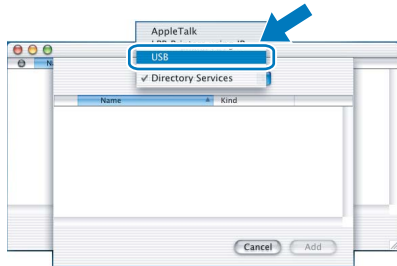 AppleTalk
USB
✓ Directory Services
Name Kind
Cancel Add